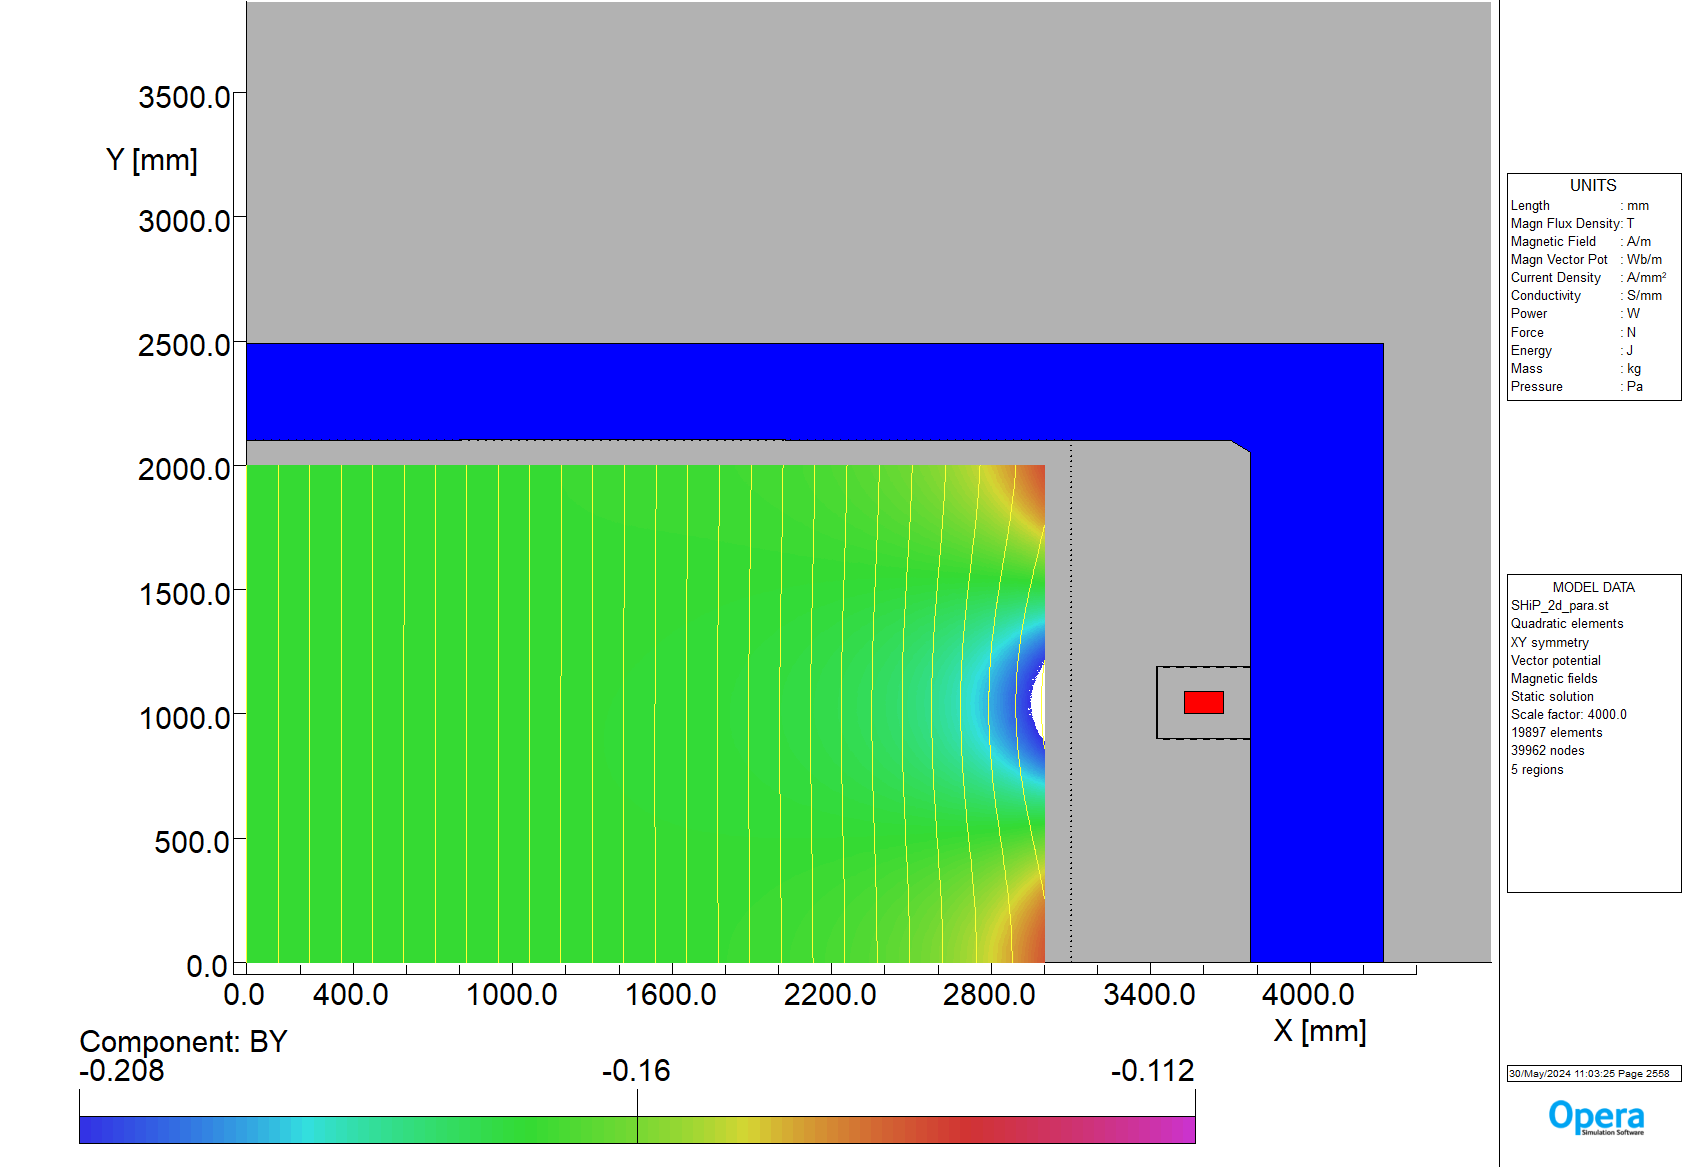 3500.0
Y [mm]
3000.0
2500.0
2000.0
1500.0
1000.0
500.0
0.0
0.0 400.0 1000.0 1600.0 2200.0 2800.0 3400.0 4000.0
X [mm]
Component: BY
-0.208 -0.16 -0.112
UNITS
Length : mm
Magn Flux Density: T
Magnetic Field : A/m
Magn Vector Pot : Wb/m
Current Density : A/mm²
Conductivity : S/mm
Power : W
Force : N
Energy : J
Mass : kg
Pressure : Pa
MODEL DATA
SHiP_2d_para.st
Quadratic elements
XY symmetry
Vector potential
Magnetic fields
Static solution
Scale factor: 4000.0
19897 elements
39962 nodes
5 regions
30/May/2024 11:03:25 Page 2558
Opera
Simulation Software